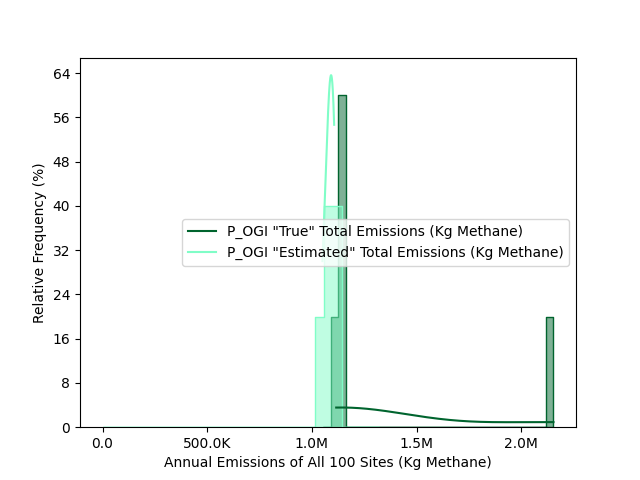 64
56
48
40
32
24
16
8
0
Relative Frequency (%)
P_OGI "True" Total Emissions (Kg Methane)
P_OGI "Estimated" Total Emissions (Kg Methane)
0.0 500.0K 1.0M 1.5M 2.0M
Annual Emissions of All 100 Sites (Kg Methane)